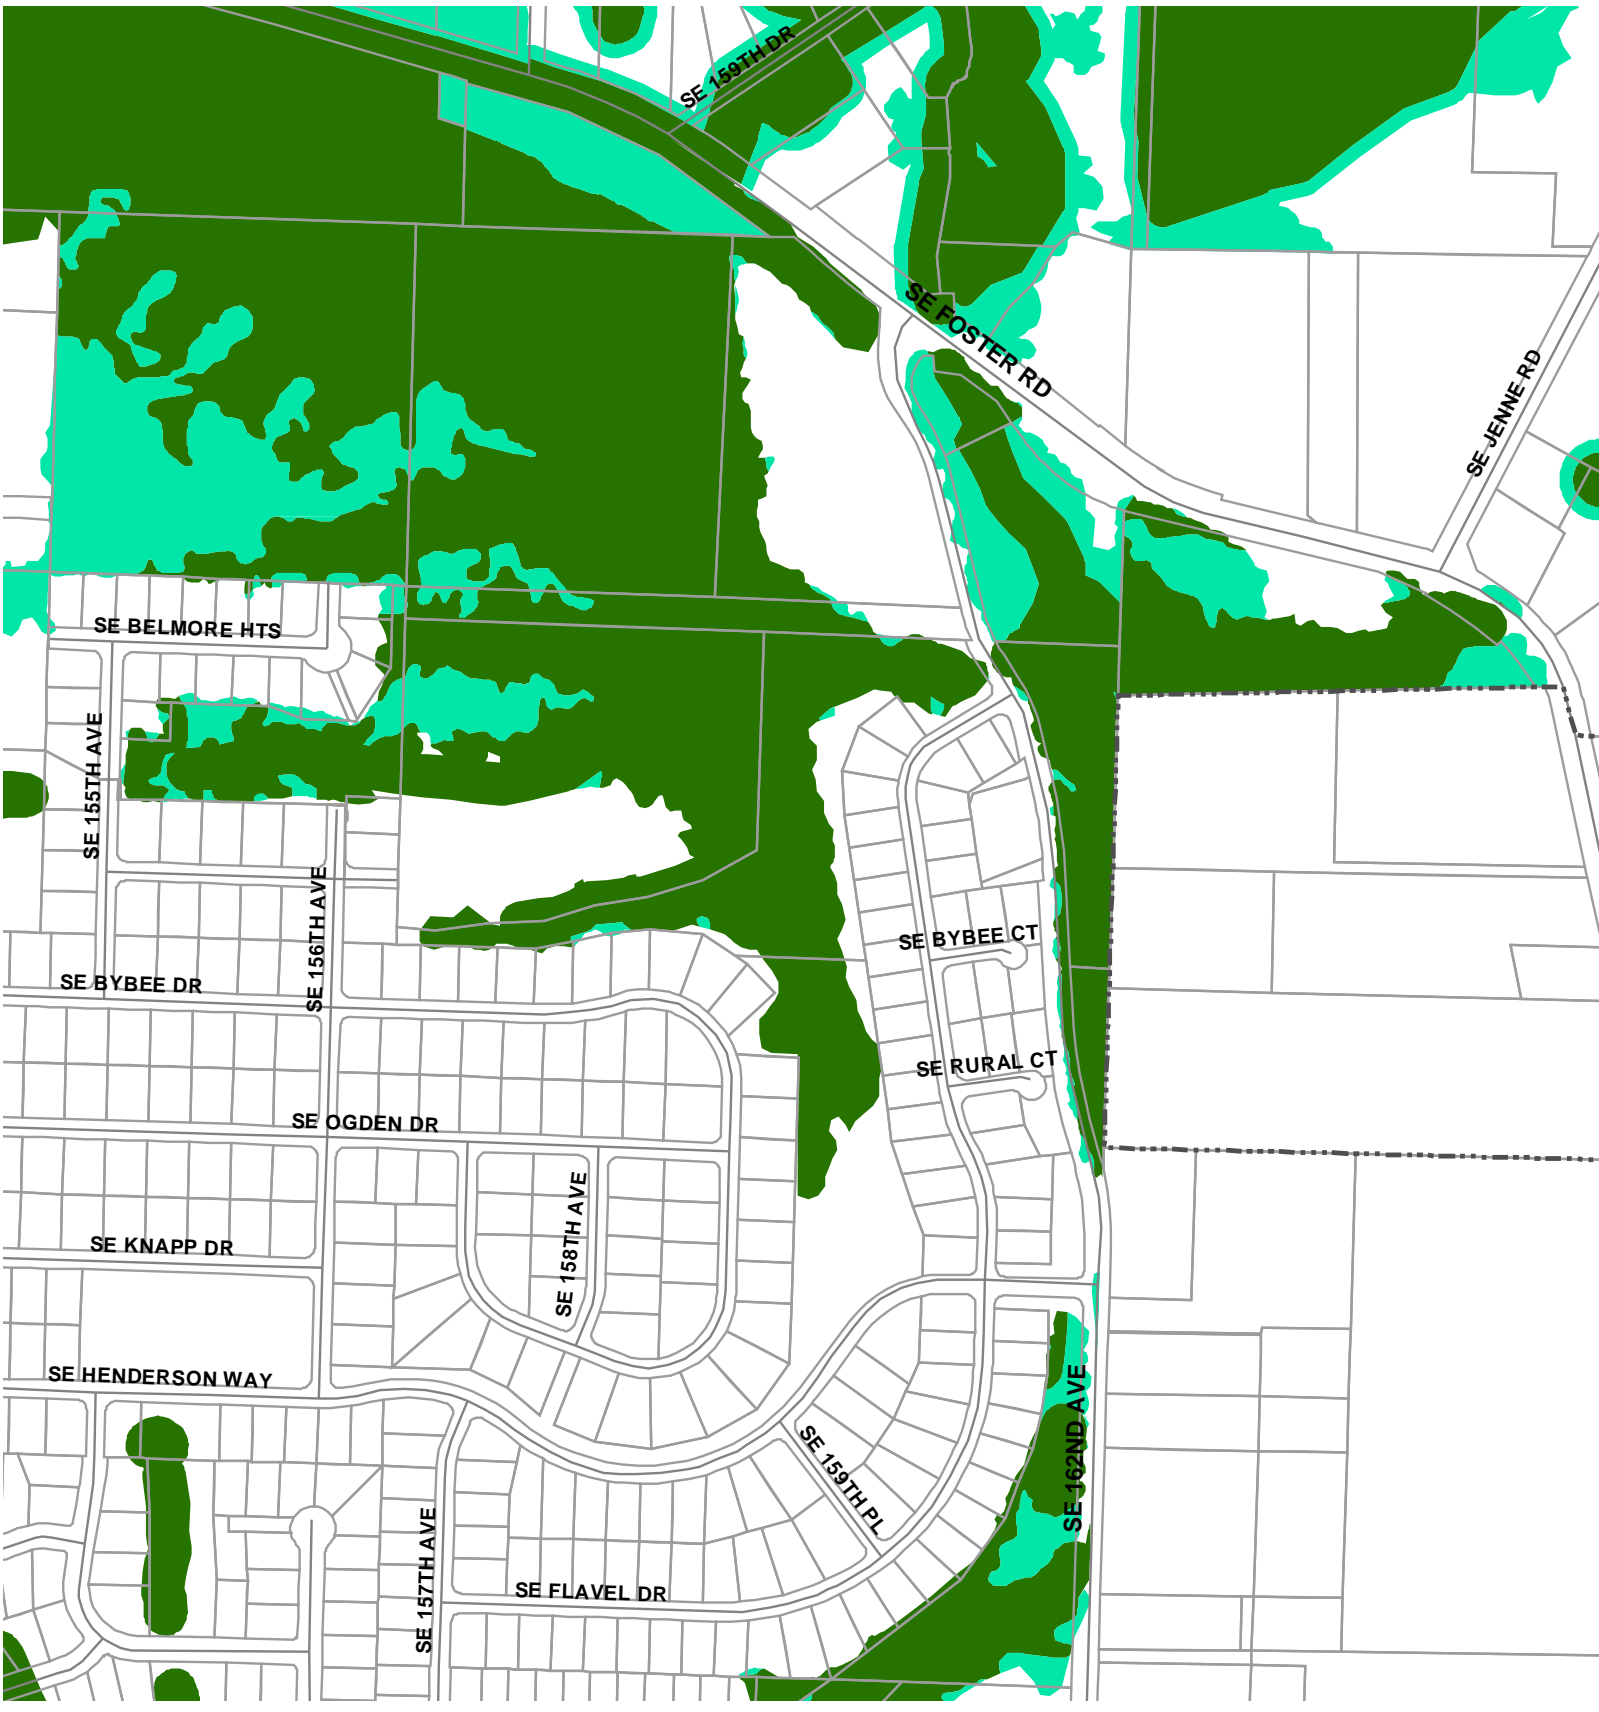 SE 159TH DR
SE FOSTER RD
SE JENNE RD
SE BELMORE HTS
SE 155TH AVE
SE 156TH AVE
SE BYBEE CT
SE BYBEE DR
SE RURAL CT
SE OGDEN DR
SE 158TH AVE
SE KNAPP DR
SE HENDERSON WAY
SE 162ND AVE
SE 159TH PL
SE 157TH AVE
SE FLAVEL DR